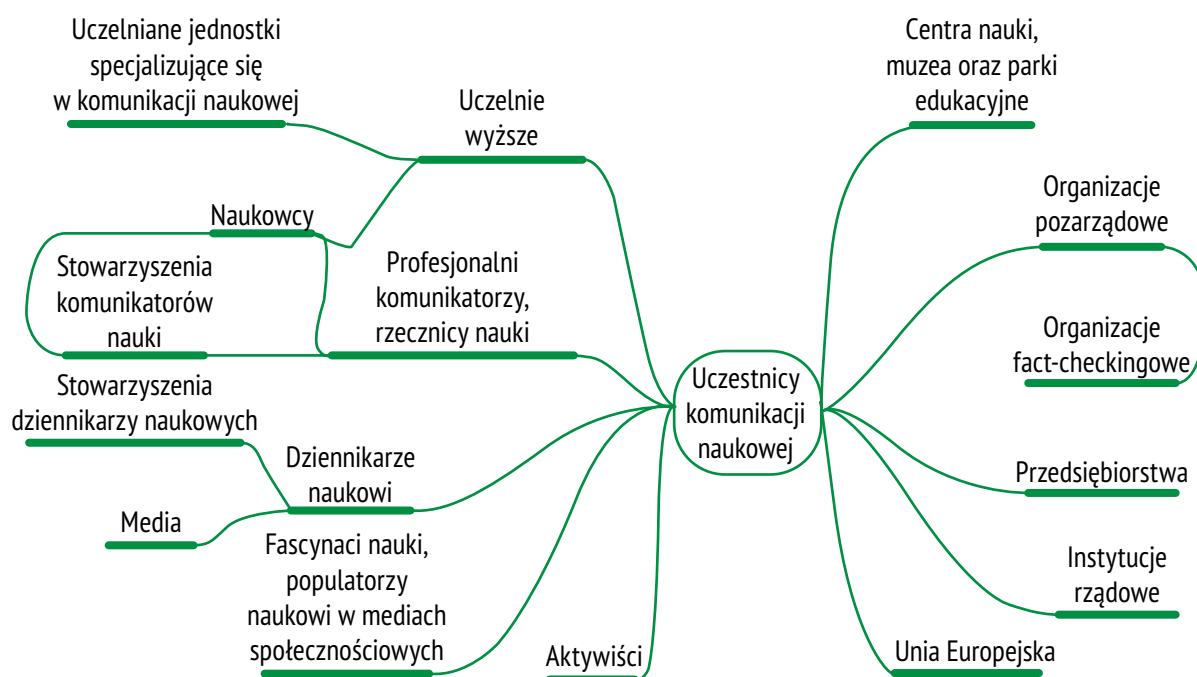 Uczelniane jednostki
specjalizujące się
w komunikacji naukowej
Uczelnie
wyższe
Naukowcy
Stowarzyszenia
komunikatorów
nauki
Profesjonalni
komunikatorzy,
rzecznicy nauki
Stowarzyszenia
dziennikarzy naukowych
Dziennikarze
naukowi
Media
Fascynaci nauki,
populatorzy
naukowi w mediach
społecznościowych
Aktywiści
Uczestnicy
komunikacji
naukowej
Centra nauki,
muzea oraz parki
edukacyjne
Organizacje
pozarządowe
Organizacje
fact-checkingowe
Przedsiębiorstwa
Instytucje
rządowe
Unia Europejska